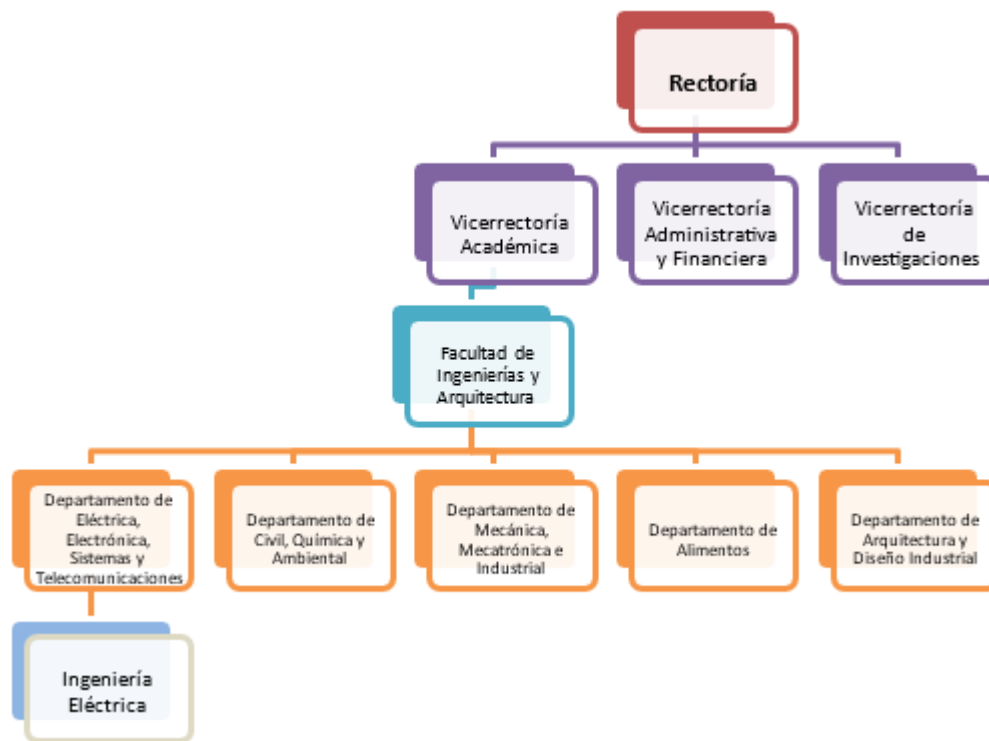 Rectoría
Vicerrectoría
Académica
Vicerrectoría
Administrativa
y Financiera
Vicerrectoría
de
Investigaciones
Facultad de
Ingenierías y
Arquitectura
Departamento de
Eléctrica,
Electrónica,
Sistemas y
Telecomunicaciones
Departamento de
Civil, Química y
Ambiental
Departamento de
Mecánica,
Mecatrónica e
Industrial
Departamento de
Alimentos
Departamento de
Arquitectura y
Diseño Industrial
Ingeniería
Eléctrica